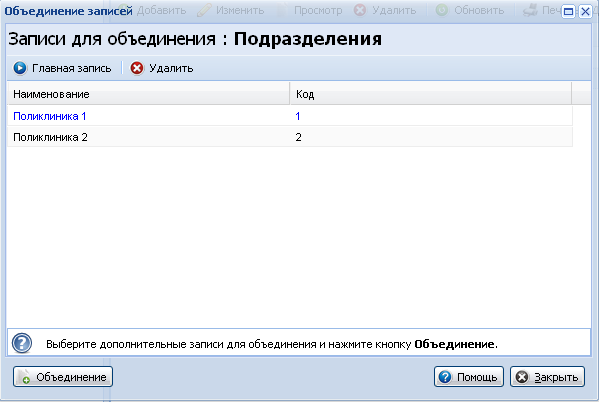 Объединение записей Добавить Изменить Просмотр Удалить Обновить Печ
Записи для объединения : Подразделения
Главная запись Удалить
Наименование Код
Поликлиника 1 1
Поликлиника 2 2
Выберите дополнительные записи для объединения и нажмите кнопку Объединение.
Объединение Помощь Закрыть